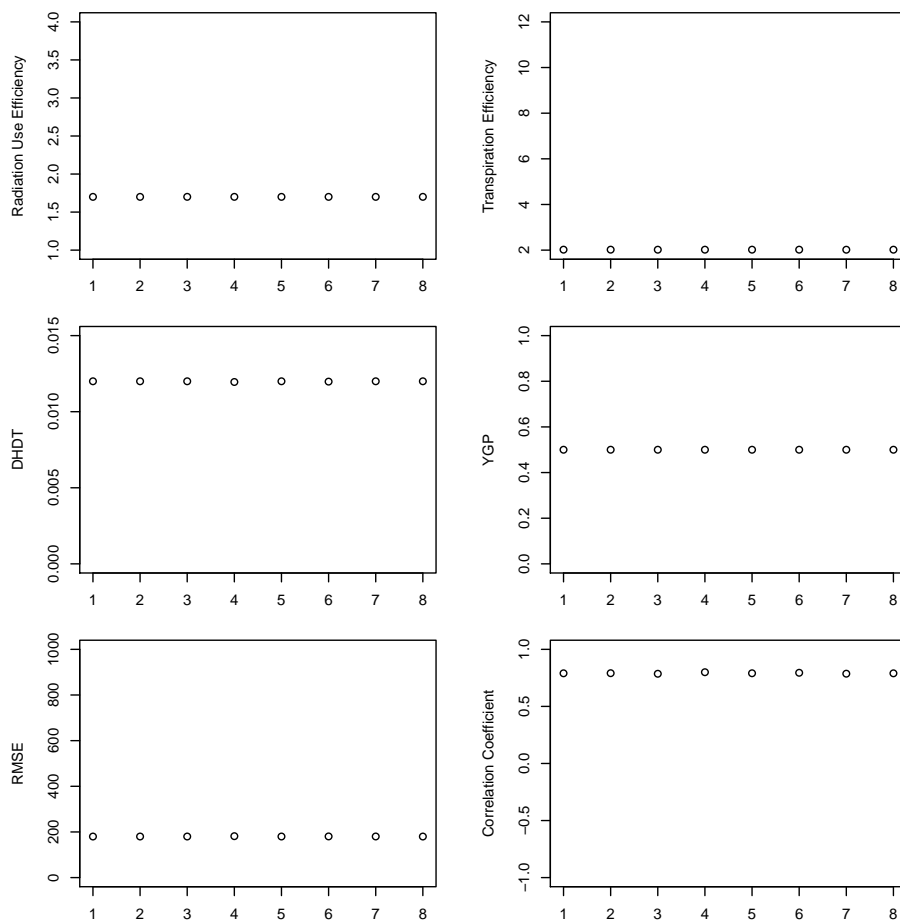 Radiation Use Efficiency
4.0
3.5
3.0
2.5
2.0
1.5
1.0
1 2 3 4 5 6 7 8
Transpiration Efficiency
12
10
8
6
4
2
1 2 3 4 5 6 7 8
DHDT
0.015
0.010
0.005
0.000
1 2 3 4 5 6 7 8
YGP
1.0
0.8
0.6
0.4
0.2
0.0
1 2 3 4 5 6 7 8
RMSE
1000
800
600
400
200
0
1 2 3 4 5 6 7 8
Correlation Coefficient
1.0
0.5
0.0
−0.5
−1.0
1 2 3 4 5 6 7 8